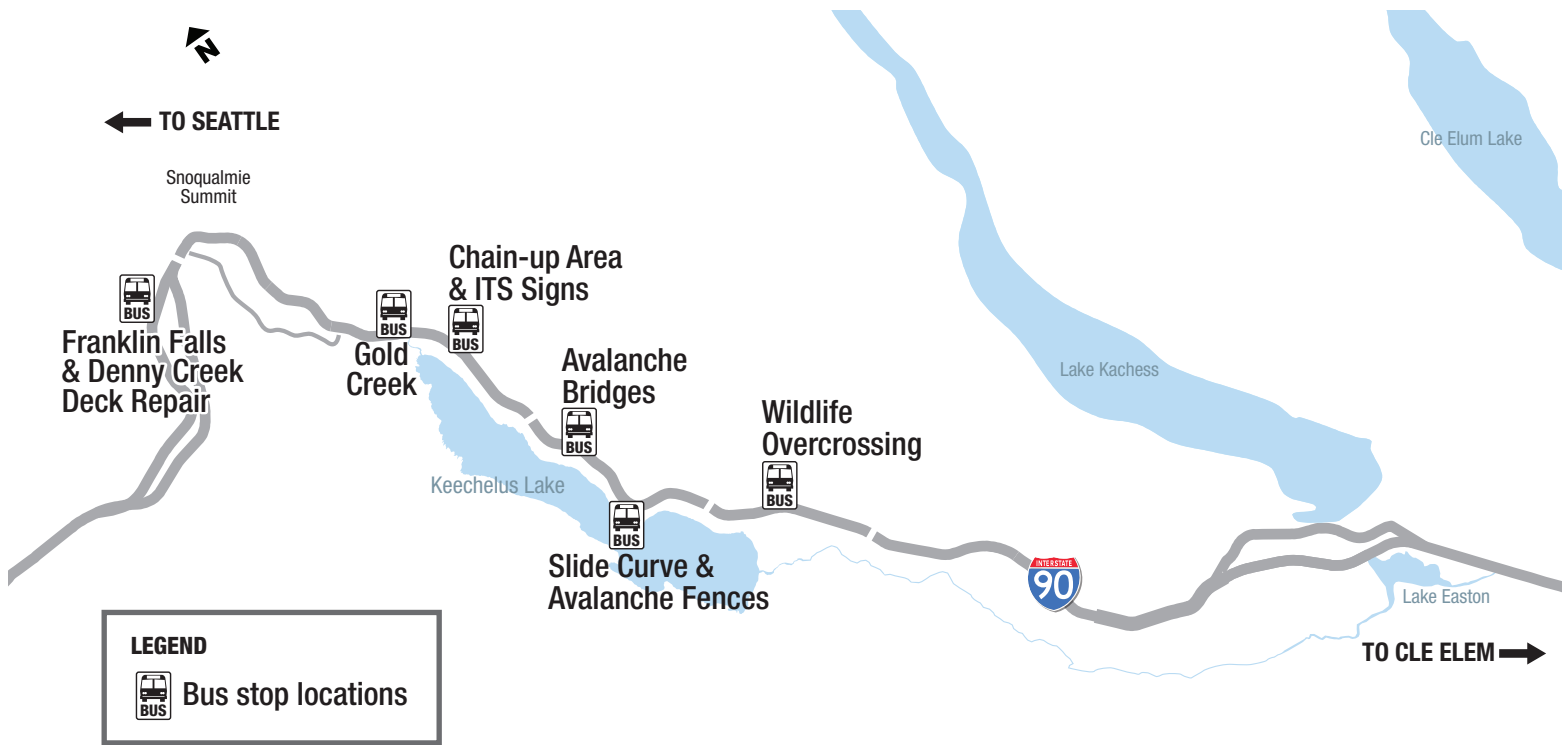 N
TO SEATTLE
Snoqualmie
Summit
Cle Elum Lake
Chain-up Area
& ITS Signs
BUS
BUS
BUS
Franklin Falls
& Denny Creek
Deck Repair
Gold
Creek
Avalanche
Bridges
BUS
Lake Kachess
Wildlife
Overcrossing
BUS
Keechelus Lake
BUS
Slide Curve &
Avalanche Fences
INTERSTATE
90
Lake Easton
TO CLE ELEM
LEGEND
BUS
Bus stop locations